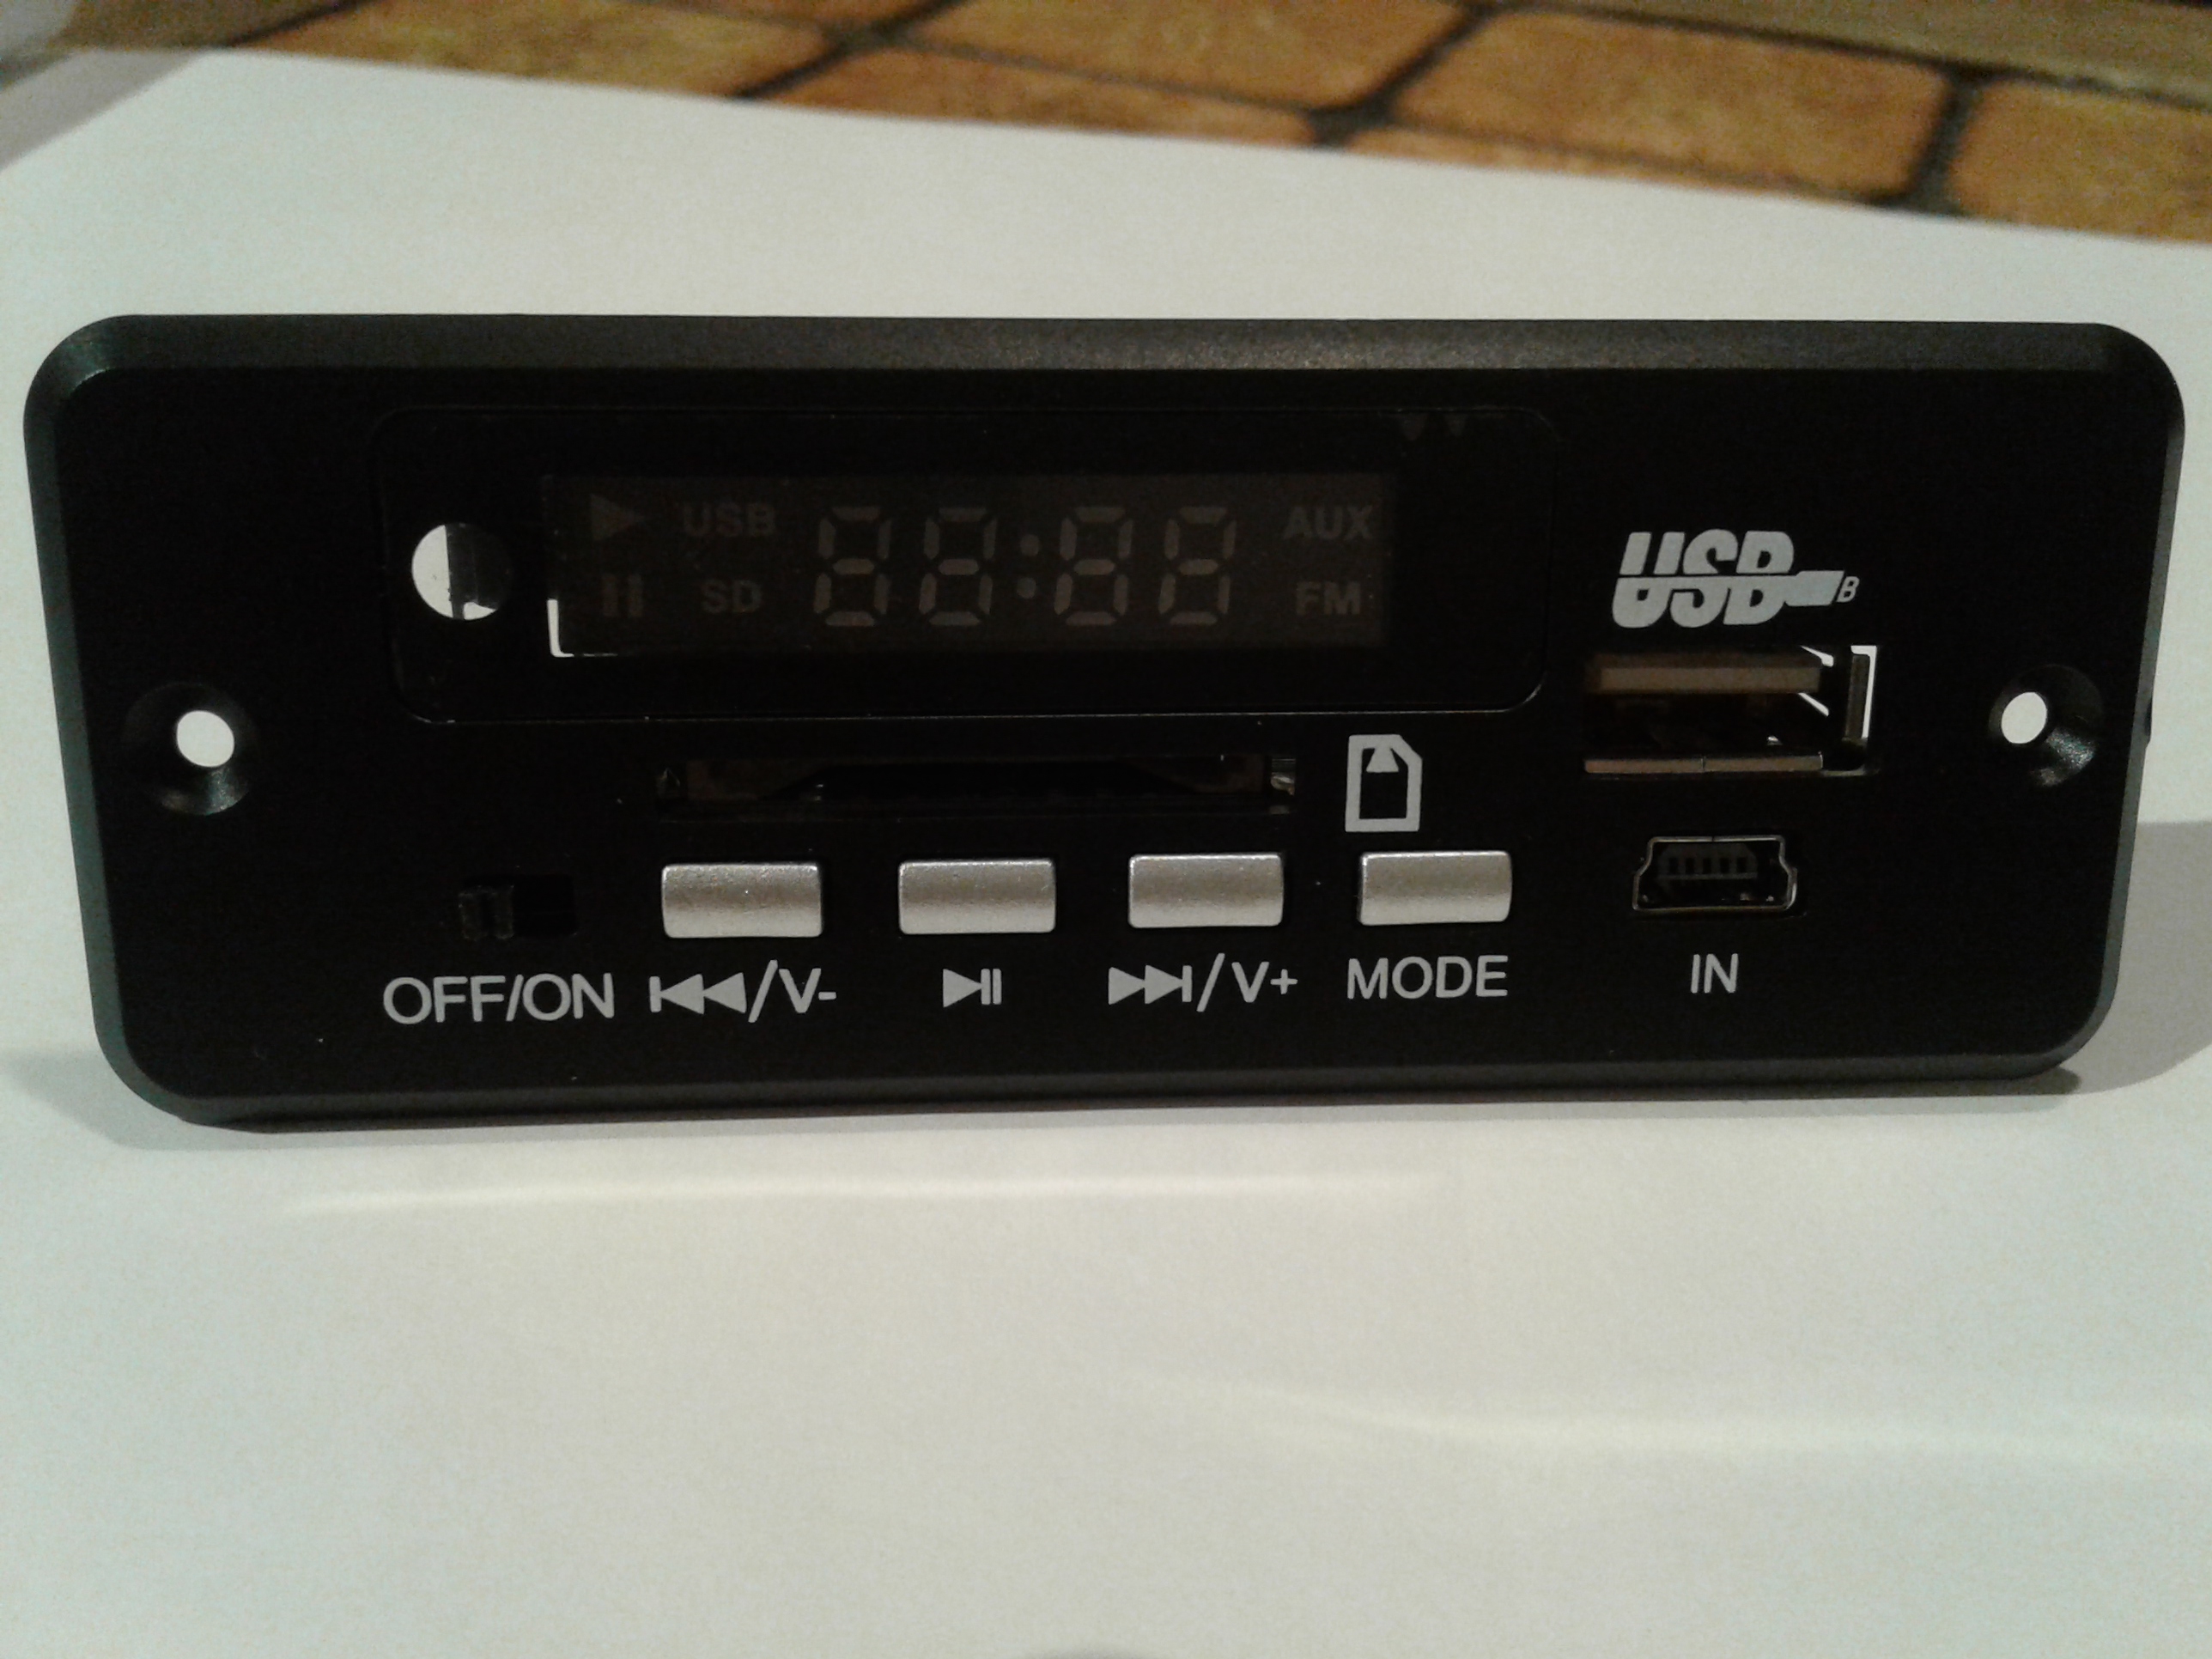 USB 88:88 AUX
SD FM
USB B
OFF/ON /V- /V+ MODE IN